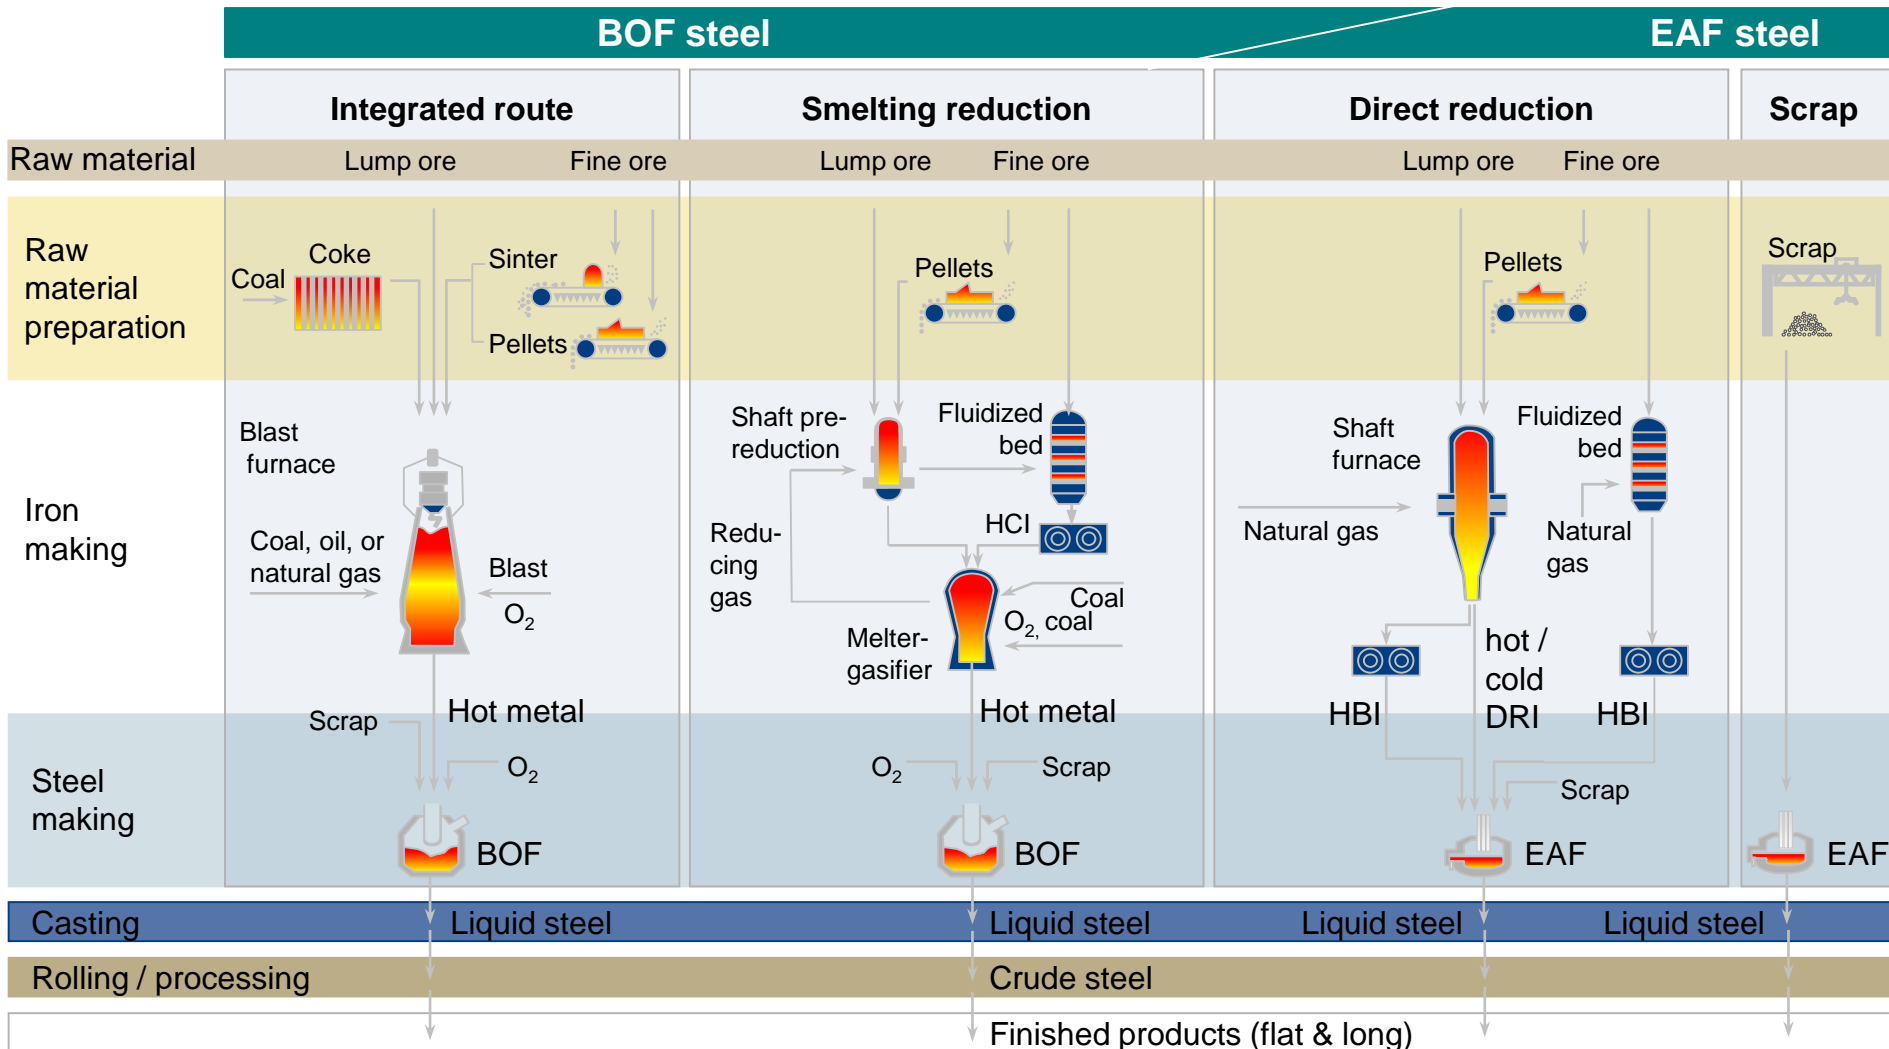 BOF steel
EAF steel
Integrated route
Smelting reduction
Direct reduction
Scrap
Raw material
Lump ore
Fine ore
Lump ore
Fine ore
Lump ore
Fine ore
Raw
material
preparation
Coal
Coke
Sinter
Pellets
Pellets
Pellets
Scrap
Iron
making
Blast
furnace
Coal, oil, or
natural gas
Blast
O2
Hot metal
Shaft pre-
reduction
Fluidized
bed
HCI
Redu-
cing
gas
Coal
O2, coal
Melter-
gasifier
Hot metal
Shaft
furnace
Natural gas
Fluidized
bed
Natural
gas
hot /
cold
DRI
HBI
HBI
Steel
making
Scrap
O2
BOF
O2
Scrap
BOF
Scrap
EAF
EAF
Casting
Liquid steel
Liquid steel
Liquid steel
Liquid steel
Rolling / processing
Crude steel
Finished products (flat & long)